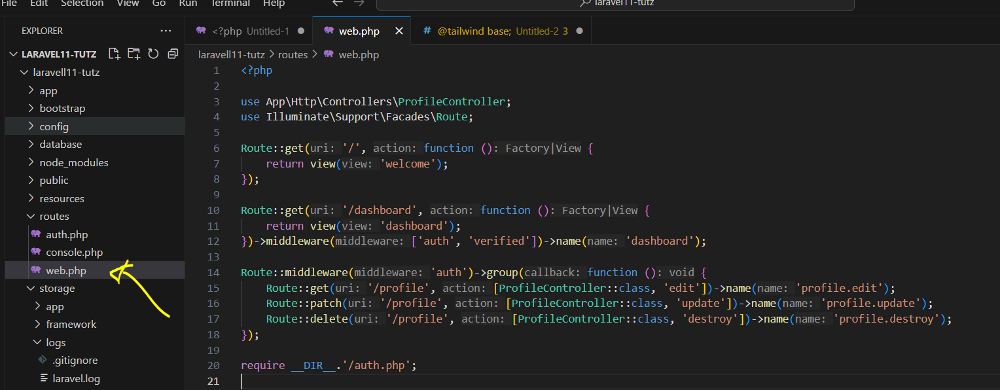 File Edit Selection View Go Run Terminal Help
laravel11-tutz
EXPLORER
<?php Untitled-1
web.php
# @tailwind base; Untitled-2 3
LARAVEL11-TUTZ
laravell11-tutz > routes > web.php
laravell11-tutz
app
bootstrap
config
database
node_modules
public
resources
routes
auth.php
console.php
web.php
storage
app
framework
logs
.gitignore
laravel.log
1 <?php
2
3 use App\Http\Controllers\ProfileController;
4 use Illuminate\Support\Facades\Route;
5
6 Route::get(uri: '/', action: function (): Factory|View {
7 return view(view: 'welcome');
8 });
9
10 Route::get(uri: '/dashboard', action: function (): Factory|View {
11 return view(view: 'dashboard');
12 })->middleware(middleware: ['auth', 'verified'])->name(name: 'dashboard');
13
14 Route::middleware(middleware: 'auth')->group(callback: function (): void {
15 Route::get(uri: '/profile', action: [ProfileController::class, 'edit'])->name(name: 'profile.edit');
16 Route::patch(uri: '/profile', action: [ProfileController::class, 'update'])->name(name: 'profile.update');
17 Route::delete(uri: '/profile', action: [ProfileController::class, 'destroy'])->name(name: 'profile.destroy');
18 });
19
20 require __DIR__.'/auth.php';
21